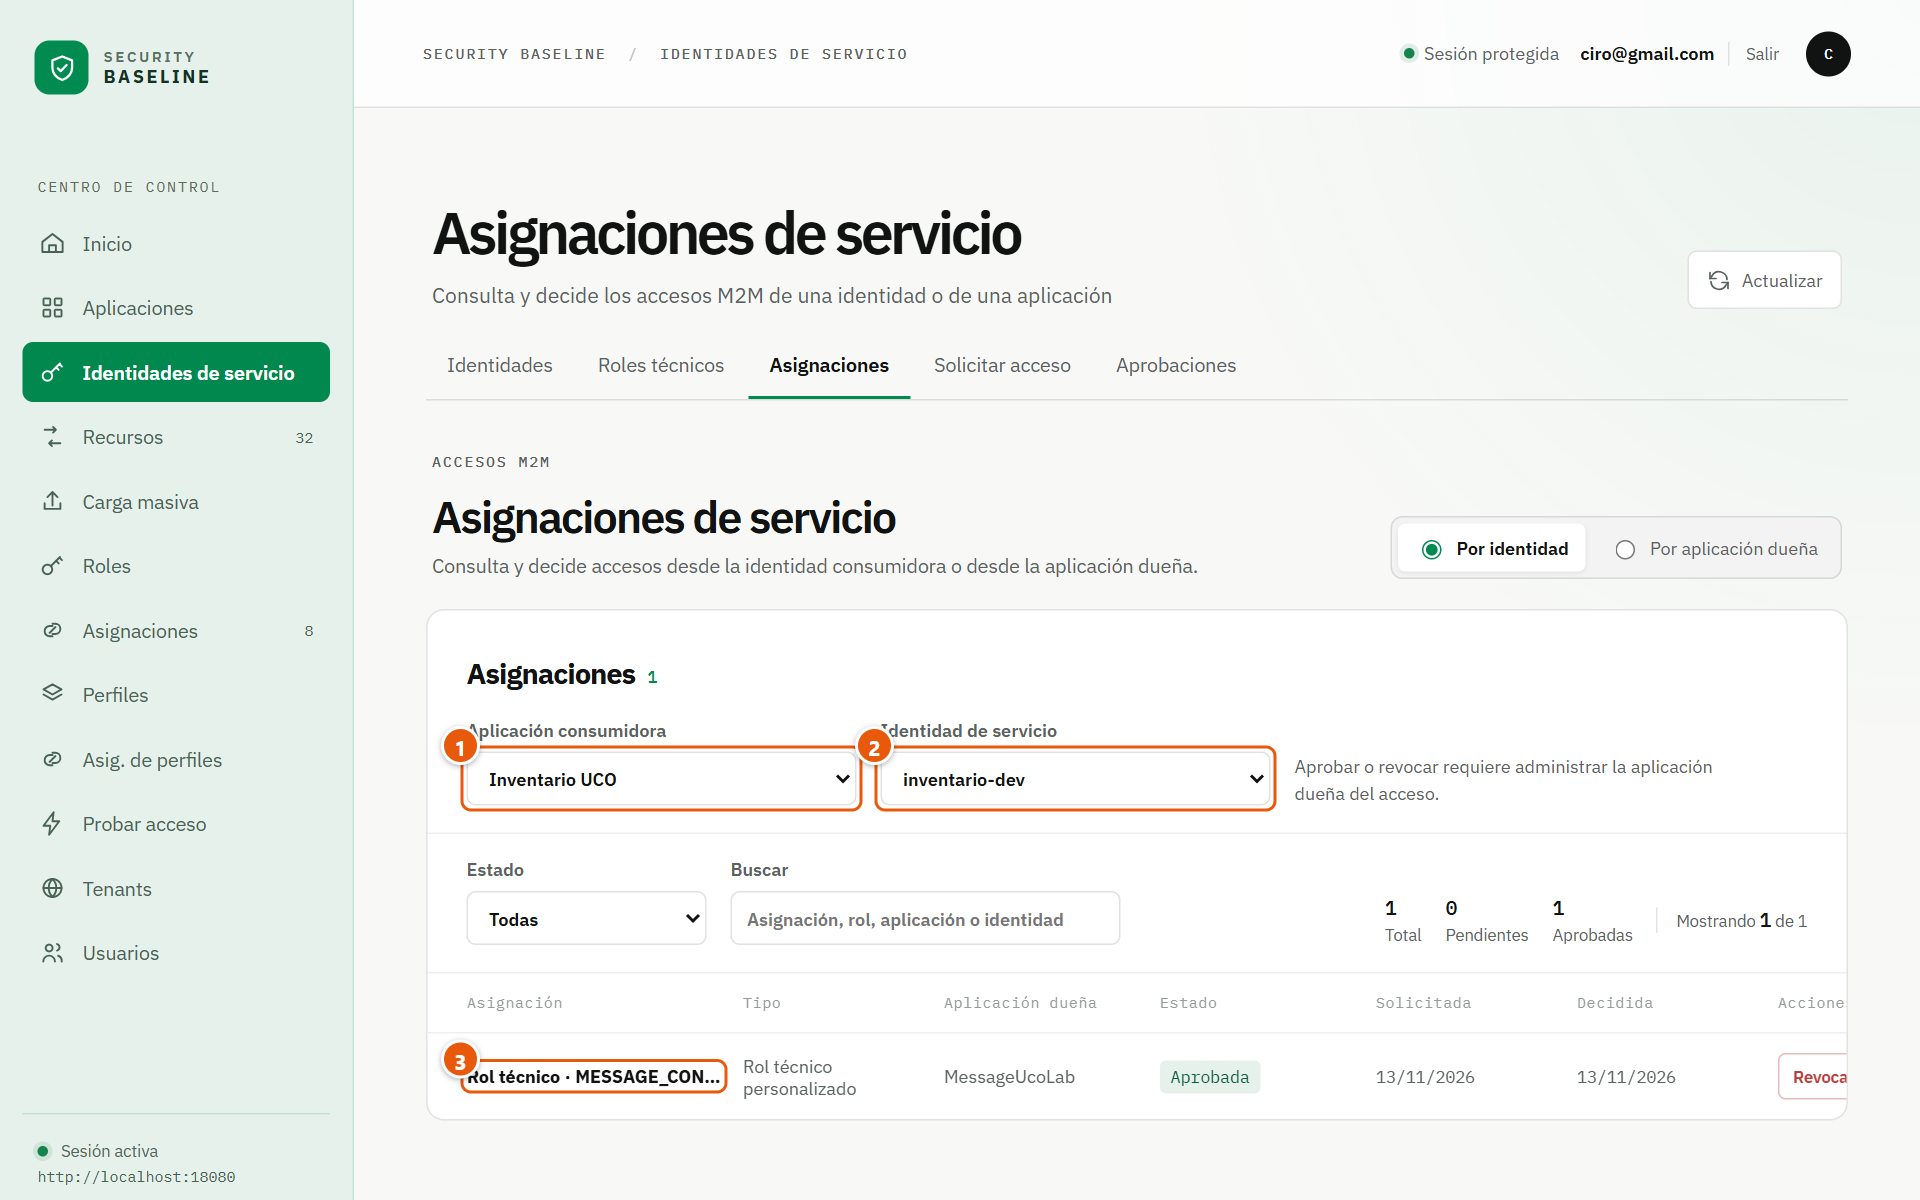 SECURITY
BASELINE
CENTRO DE CONTROL
Inicio
Aplicaciones
Identidades de servicio
Recursos 32
Carga masiva
Roles
Asignaciones 8
Perfiles
Asig. de perfiles
Probar acceso
Tenants
Usuarios
Sesión activa
http://localhost:18080
SECURITY BASELINE / IDENTIDADES DE SERVICIO
Sesión protegida ciro@gmail.com Salir C
Asignaciones de servicio
Consulta y decide los accesos M2M de una identidad o de una aplicación
Actualizar
Identidades Roles técnicos Asignaciones Solicitar acceso Aprobaciones
ACCESOS M2M
Asignaciones de servicio
Consulta y decide accesos desde la identidad consumidora o desde la aplicación dueña.
Por identidad Por aplicación dueña
Asignaciones 1
Aplicación consumidora Identidad de servicio
1 Inventario UCO 2 inventario-dev
Aprobar o revocar requiere administrar la aplicación
dueña del acceso.
Estado Buscar
Todas Asignación, rol, aplicación o identidad
1 0 1
Total Pendientes Aprobadas
Mostrando 1 de 1
Asignación Tipo Aplicación dueña Estado Solicitada Decidida Accione
3 Rol técnico · MESSAGE_CON... Rol técnico personalizado MessageUcoLab Aprobada 13/11/2026 13/11/2026 Revoca